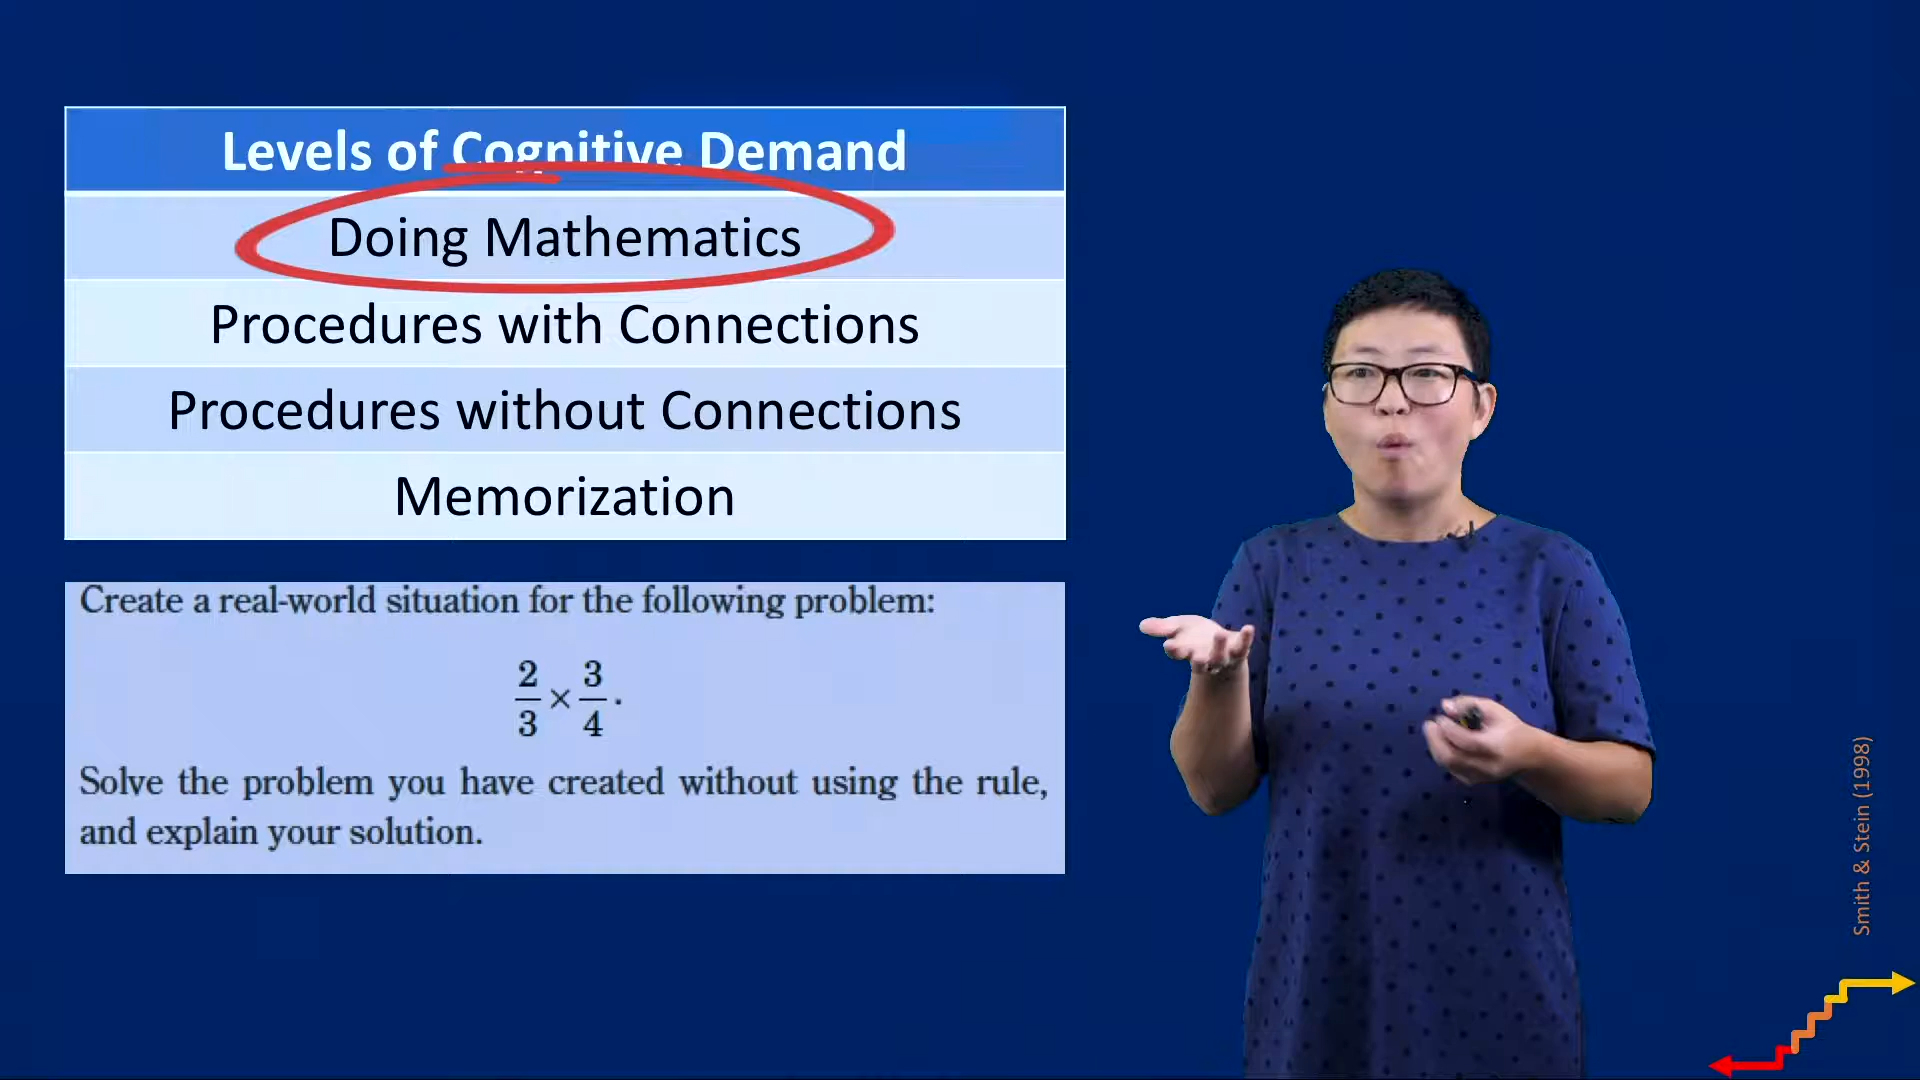 Levels of Cognitive Demand
Doing Mathematics
Procedures with Connections
Procedures without Connections
Memorization
Create a real-world situation for the following problem:
2/3 × 3/4 .
Solve the problem you have created without using the rule,
and explain your solution.
Smith & Stein (1998)